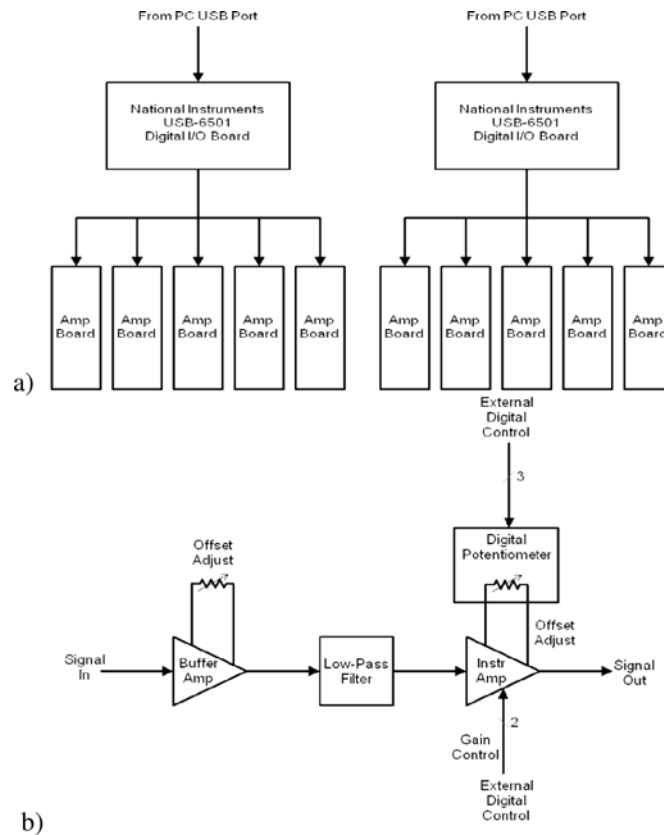 From PC USB Port
From PC USB Port
National Instruments
USB-6501
Digital I/O Board
National Instruments
USB-6501
Digital I/O Board
Amp
Board
Amp
Board
Amp
Board
Amp
Board
Amp
Board
Amp
Board
Amp
Board
Amp
Board
Amp
Board
Amp
Board
a)
External
Digital
Control
3
Digital
Potentiometer
Offset
Adjust
Offset
Adjust
Signal
In
Buffer
Amp
Low-Pass
Filter
Instr
Amp
Signal
Out
2
Gain
Control
External
Digital
Control
b)